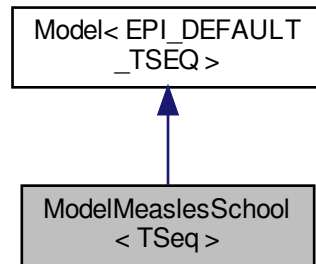 Model< EPI_DEFAULT
_TSEQ >
ModelMeaslesSchool
< TSeq >